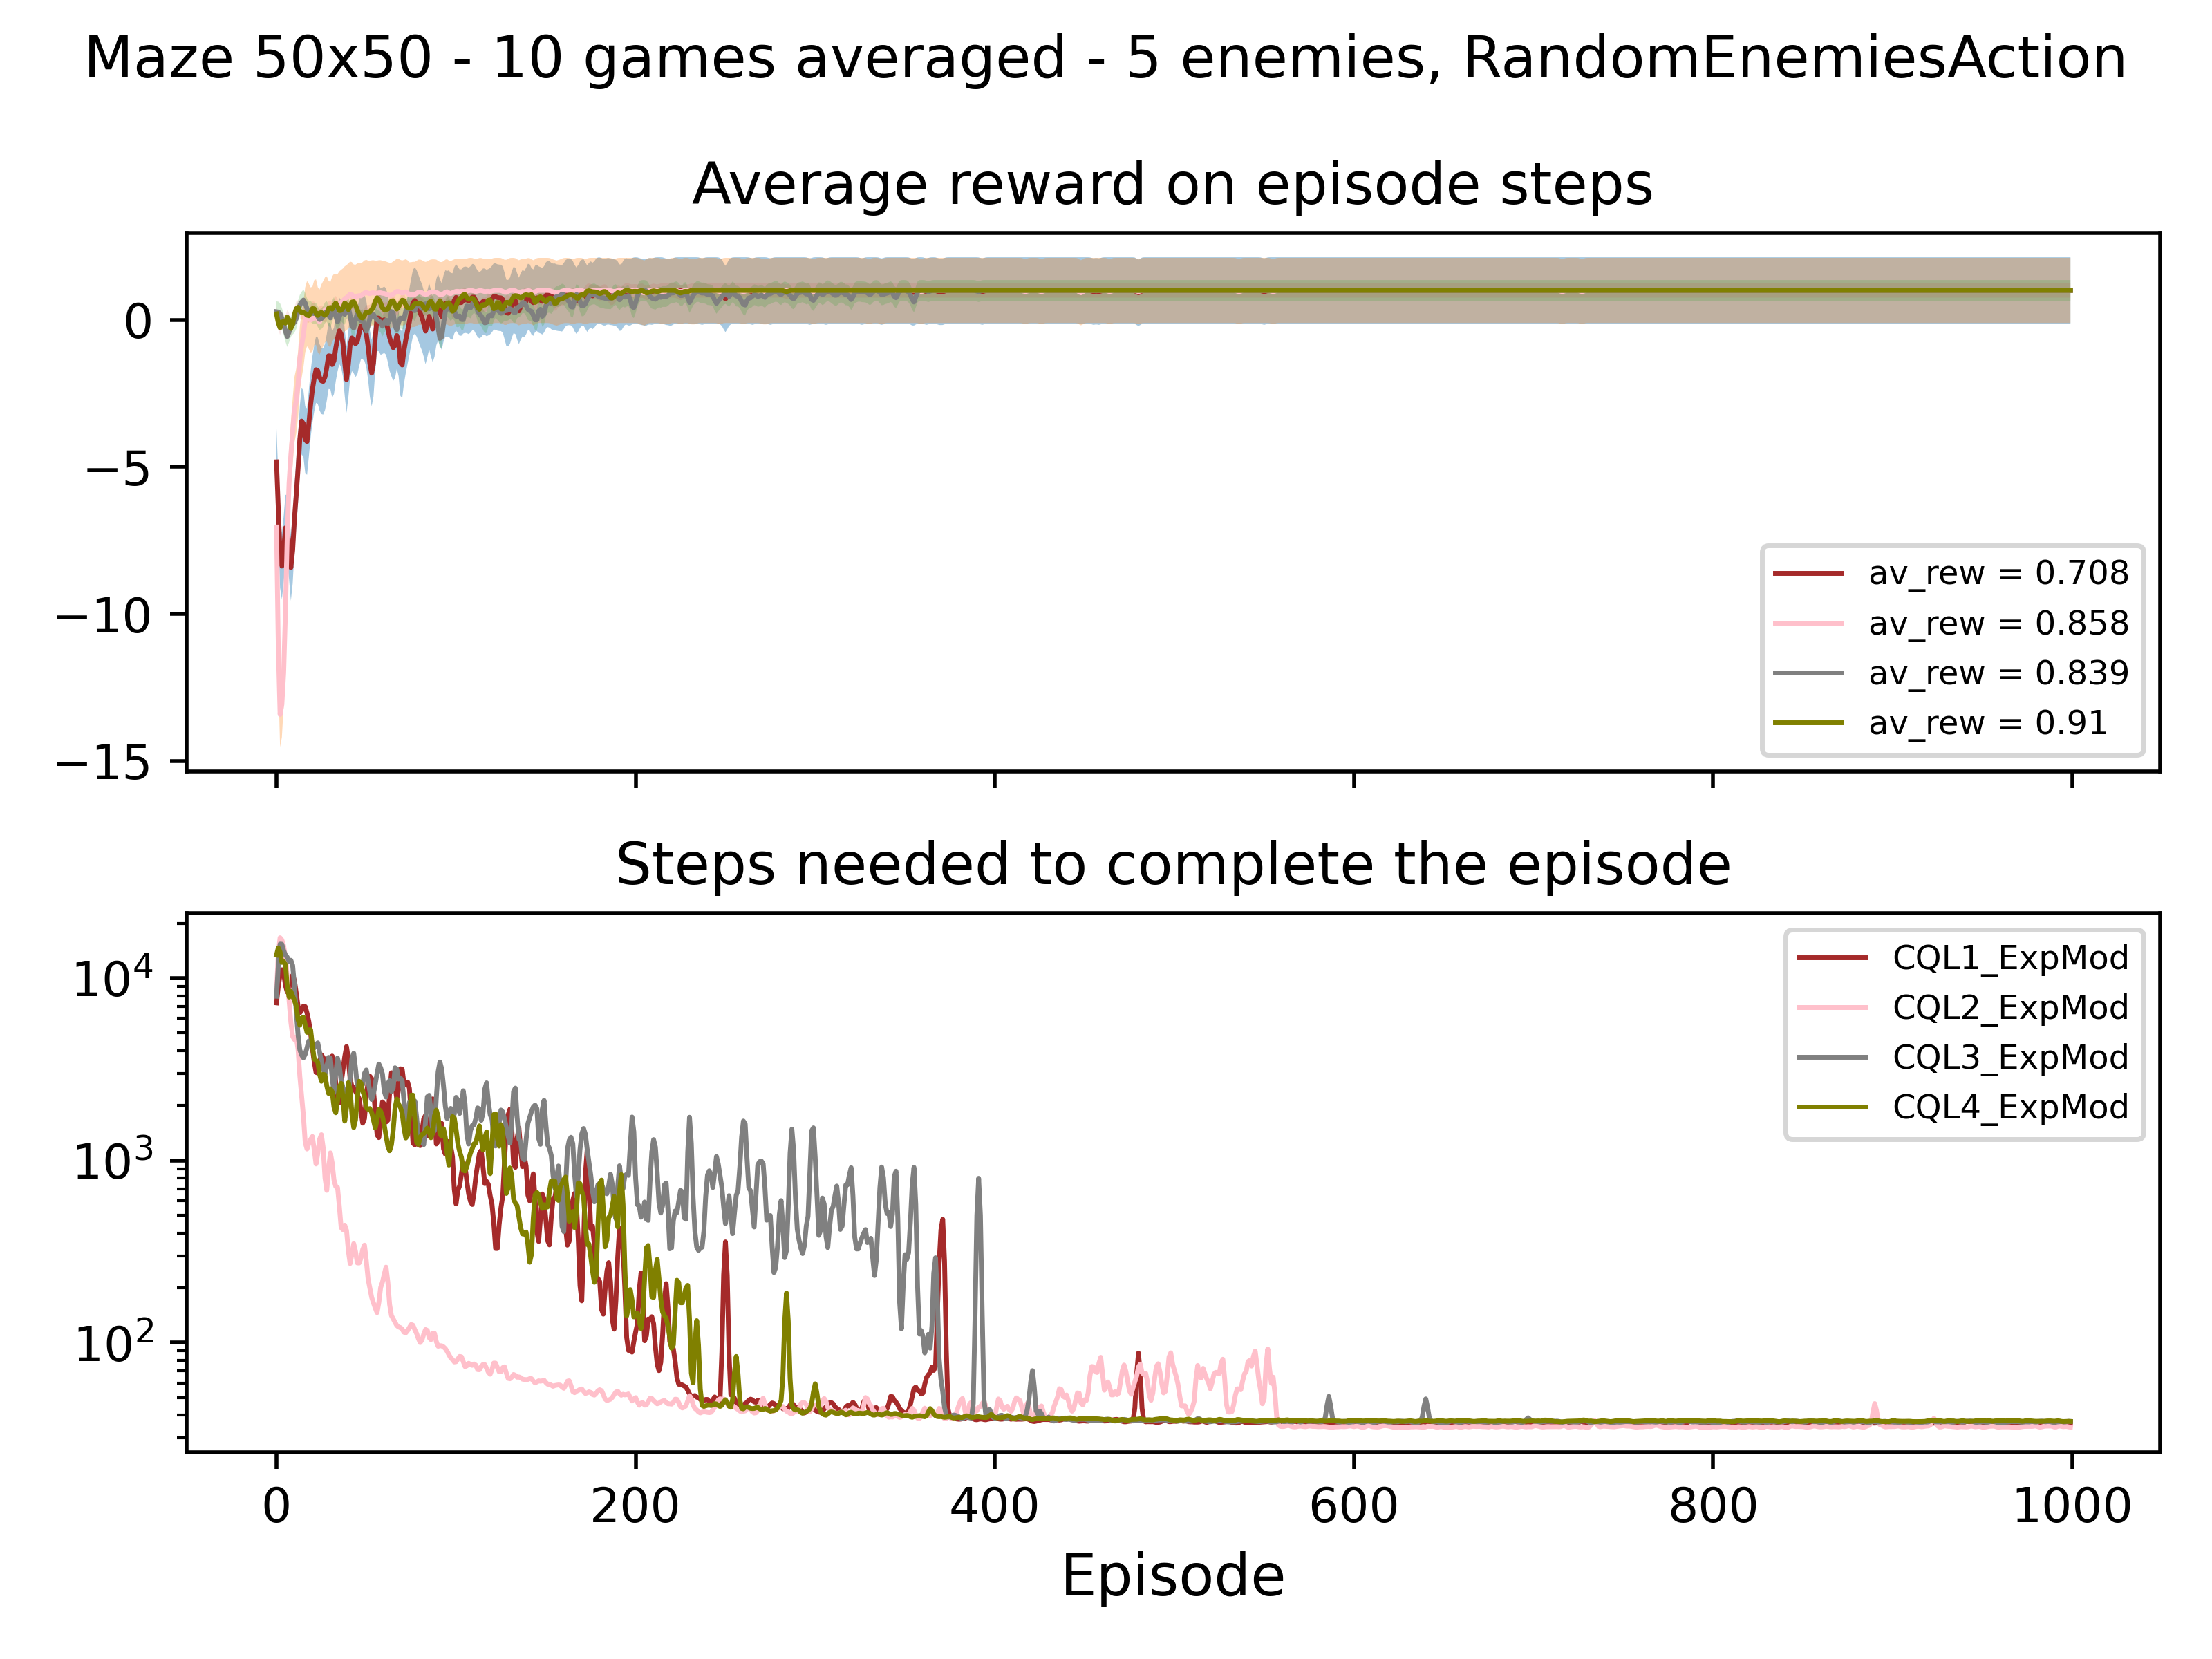 Maze 50x50 - 10 games averaged - 5 enemies, RandomEnemiesAction
Average reward on episode steps
0
−5
−10
−15
av_rew = 0.708
av_rew = 0.858
av_rew = 0.839
av_rew = 0.91
Steps needed to complete the episode
10⁴
10³
10²
CQL1_ExpMod
CQL2_ExpMod
CQL3_ExpMod
CQL4_ExpMod
0 200 400 600 800 1000
Episode